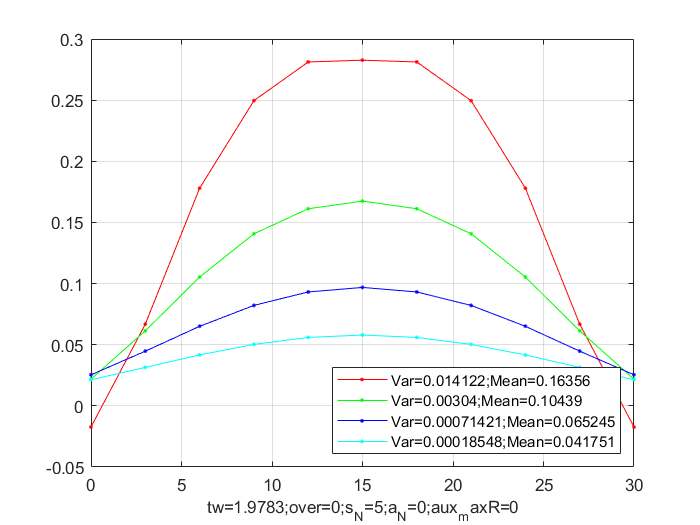 0.3
0.25
0.2
0.15
0.1
0.05
0
-0.05
Var=0.014122;Mean=0.16356
Var=0.00304;Mean=0.10439
Var=0.00071421;Mean=0.065245
Var=0.00018548;Mean=0.041751
0 5 10 15 20 25 30
tw=1.9783;over=0;s_N=5;a_N=0;aux_maxR=0